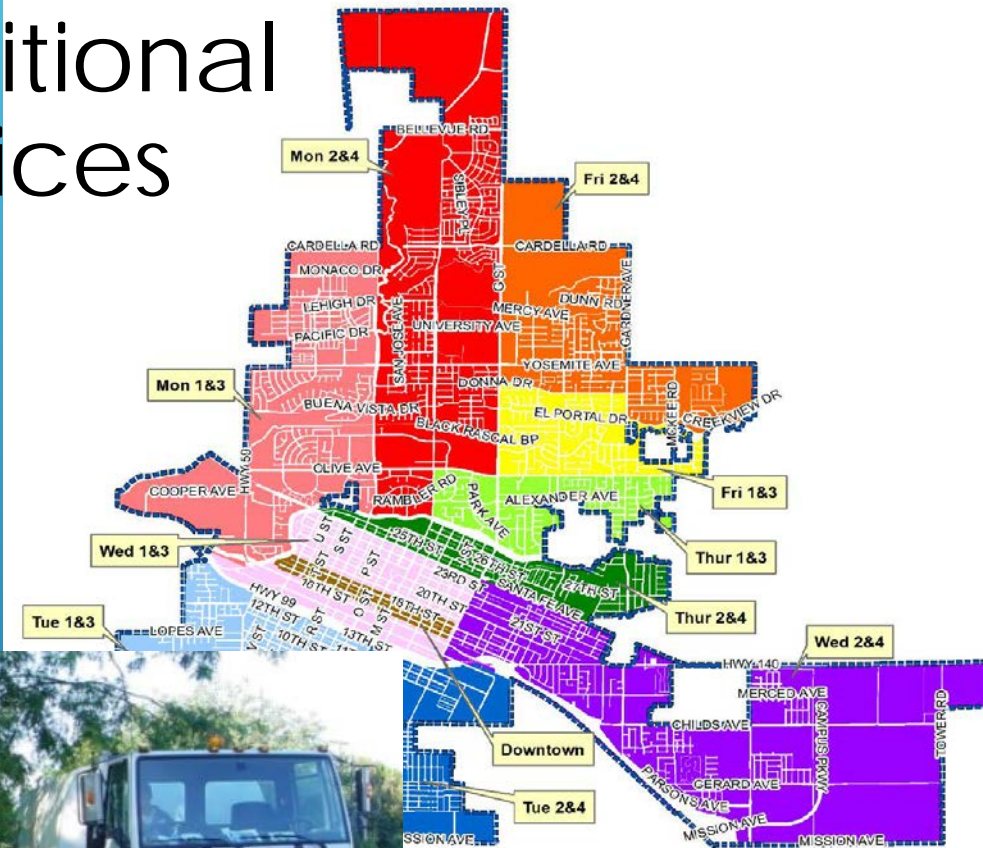 itional
ices
BELLEVUE RD
Mon 2&4
Fri 2&4
SIBLEY PL
CARDELLA RD
CARDELLA RD
MONACO DR
G ST
GARDNER AVE
LEHIGH DR
DUNN RD
MERCY AVE
SAN JOSE AVE
UNIVERSITY AVE
PACIFIC DR
YOSEMITE AVE
Mon 1&3
DONNA DR
MCKEE RD
CREEKVIEW DR
BUENA VISTA DR
EL PORTAL DR
BLACK RASCAL BP
HWY 59
OLIVE AVE
COOPER AVE
RAMBLER RD
PARK AVE
ALEXANDER AVE
Fri 1&3
Wed 1&3
U ST
S ST
P ST
25TH ST
26TH ST
Thur 1&3
23RD ST
27TH ST
T ST
16TH ST
18TH ST
20TH ST
SANTA FE AVE
Thur 2&4
HWY 99
O ST
M ST
12TH ST
R ST
21ST ST
Tue 1&3
LOPES AVE
V ST
10TH ST
13TH ST
Wed 2&4
HWY 140
MERCED AVE
CHILDS AVE
CAMPUS PKWY
TOWER RD
Downtown
PARSONS AVE
GERARD AVE
Tue 2&4
MISSION AVE
SSION AVE
MISSION AVE